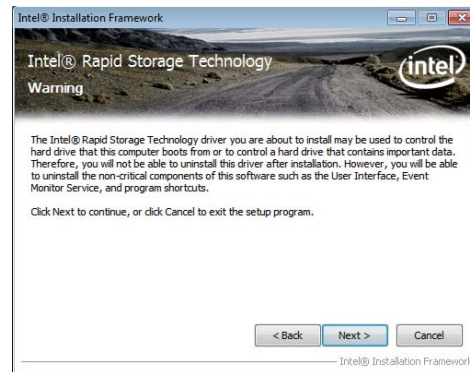 Intel® Installation Framework
Intel® Rapid Storage Technology
Warning
intel
The Intel® Rapid Storage Technology driver you are about to install may be used to control the
hard drive that this computer boots from or to control a hard drive that contains important data.
Therefore, you will not be able to uninstall this driver after installation. However, you will be able
to uninstall the non-critical components of this software such as the User Interface, Event
Monitor Service, and program shortcuts.
Click Next to continue, or click Cancel to exit the setup program.
< Back
Next >
Cancel
Intel® Installation Framework